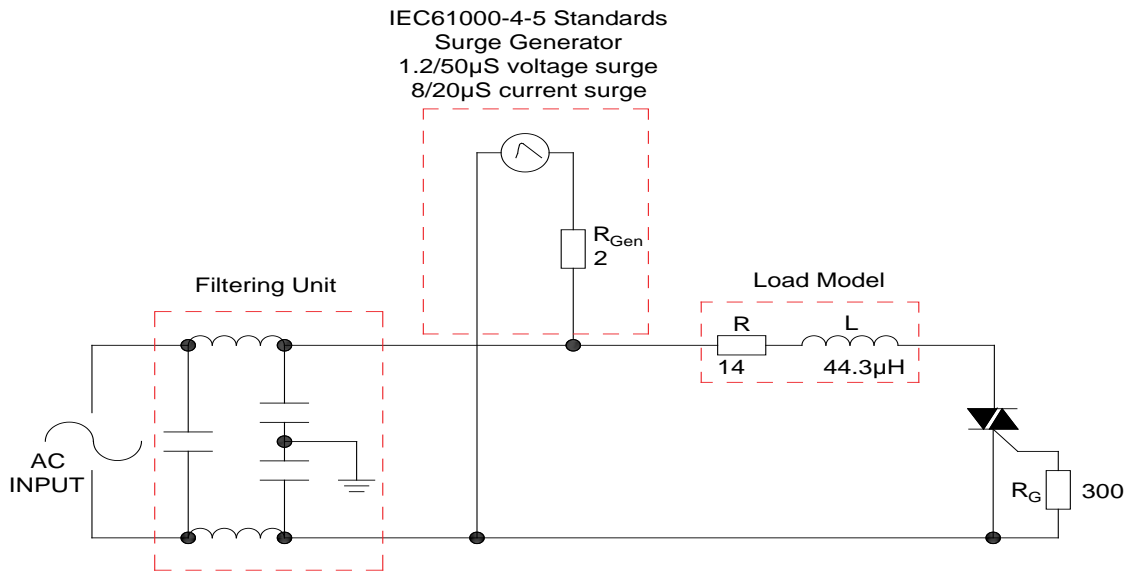 IEC61000-4-5 Standards
Surge Generator
1.2/50μS voltage surge
8/20μS current surge
RGen
2
Filtering Unit
Load Model
R
L
14
44.3μH
AC
INPUT
RG
300